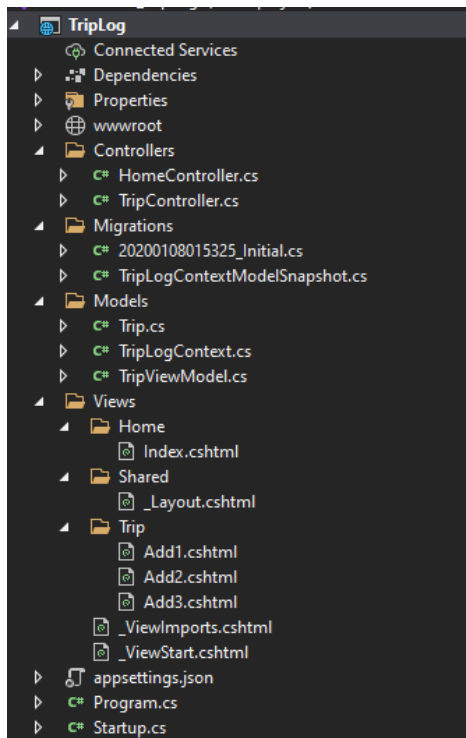 TripLog
Connected Services
Dependencies
Properties
wwwroot
Controllers
C# HomeController.cs
C# TripController.cs
Migrations
C# 20200108015325_Initial.cs
C# TripLogContextModelSnapshot.cs
Models
C# Trip.cs
C# TripLogContext.cs
C# TripViewModel.cs
Views
Home
Index.cshtml
Shared
_Layout.cshtml
Trip
Add1.cshtml
Add2.cshtml
Add3.cshtml
_ViewImports.cshtml
_ViewStart.cshtml
appsettings.json
C# Program.cs
C# Startup.cs